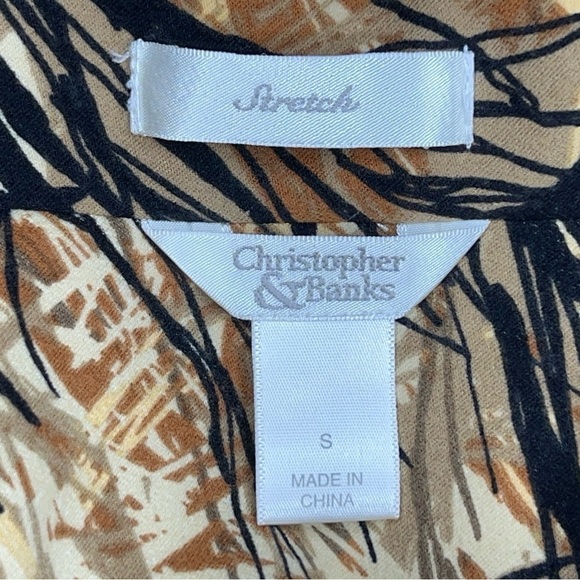 Stretch
Christopher
& Banks
S
MADE IN
CHINA